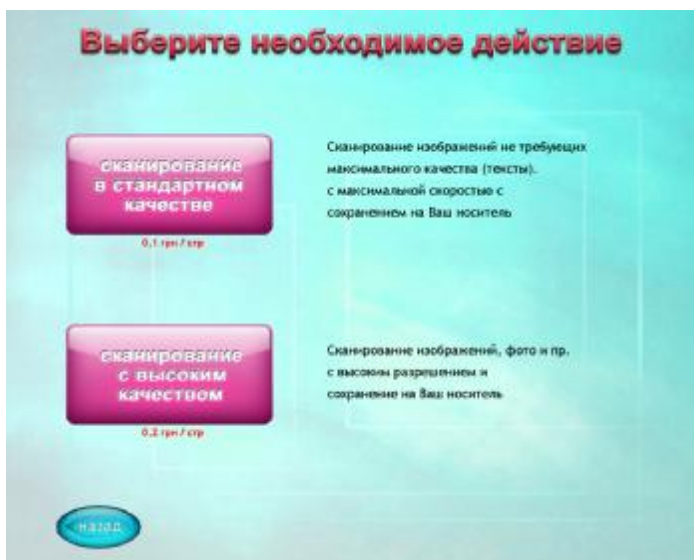 Выберите необходимое действие
сканирование
в стандартном
качестве
0,1 грн / стр
Сканирование изображений не требующих
максимального качества (тексты).
с максимальной скоростью с
сохранением на Ваш носитель
сканирование
с высоким
качеством
0,2 грн / стр
Сканирование изображений, фото и пр.
с высоким разрешением и
сохранение на Ваш носитель
назад